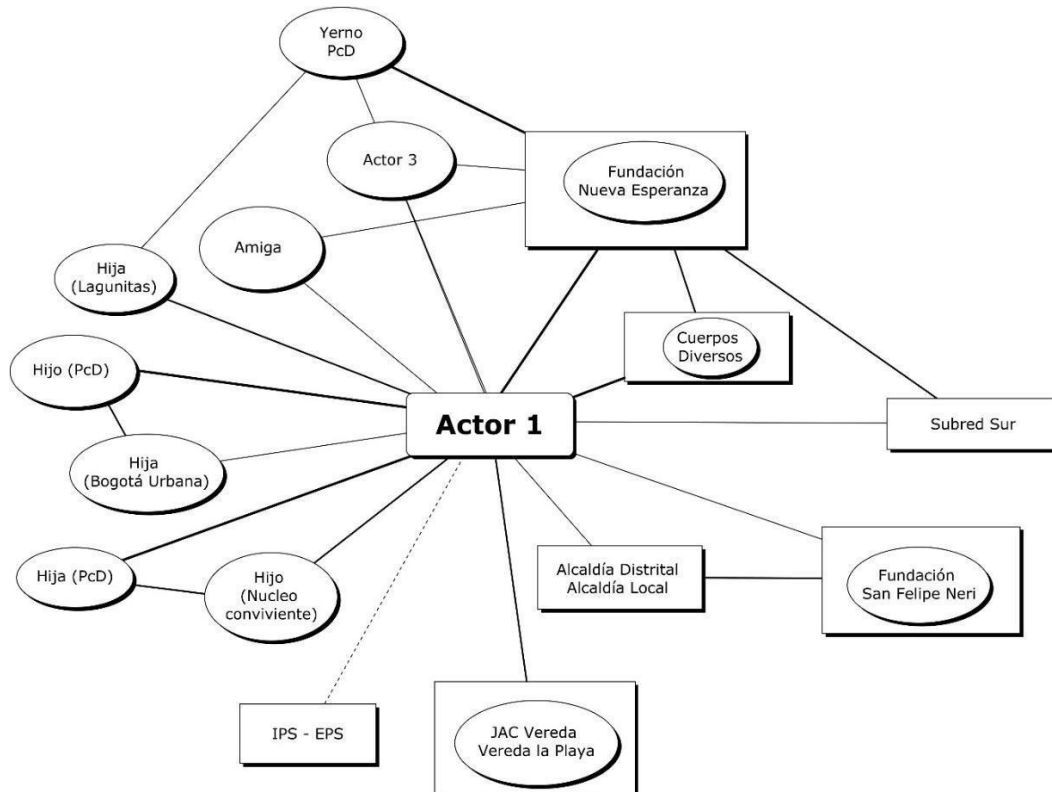 Yerno
PcD
Actor 3
Fundación
Nueva Esperanza
Amiga
Hija
(Lagunitas)
Cuerpos
Diversos
Hijo (PcD)
Actor 1
Subred Sur
Hija
(Bogotá Urbana)
Hija (PcD)
Hijo
(Nucleo
conviviente)
Alcaldía Distrital
Alcaldía Local
Fundación
San Felipe Neri
IPS - EPS
JAC Vereda
Vereda la Playa